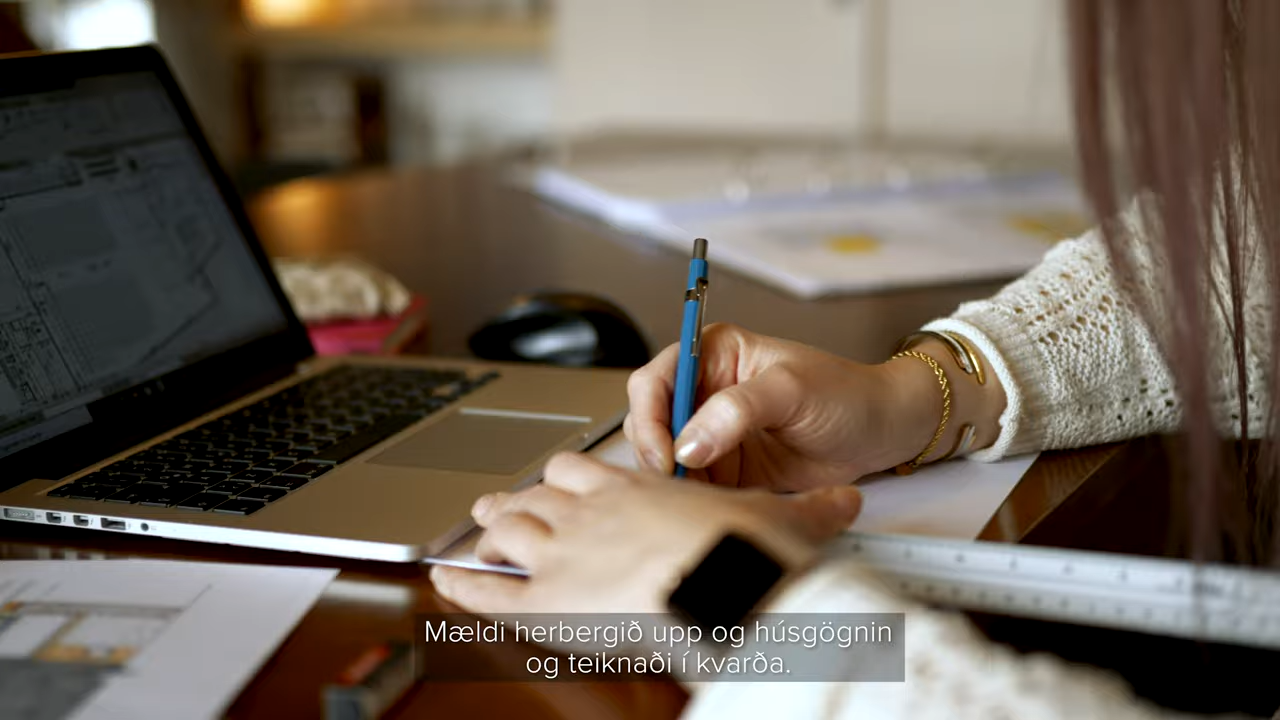 Mældi herbergið upp og húsgögnin
og teiknaði í kvarða.